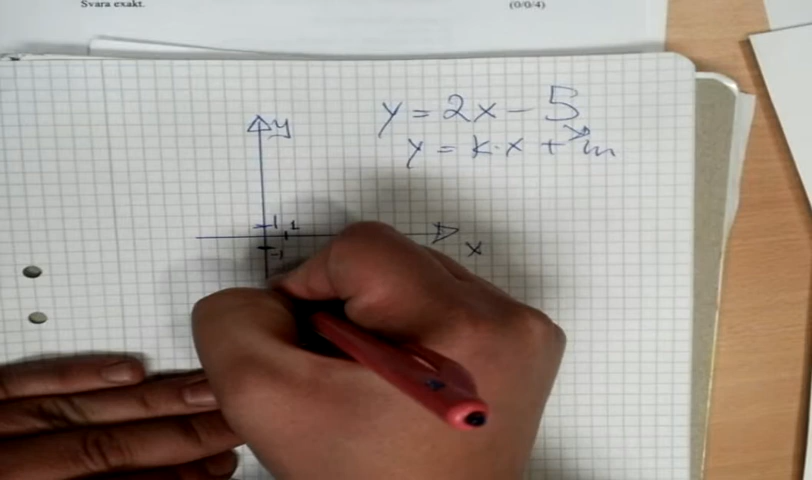 Svara exakt.
(0/0/4)
y = 2x - 5
y = k·x + m
y
1
1
-1
x